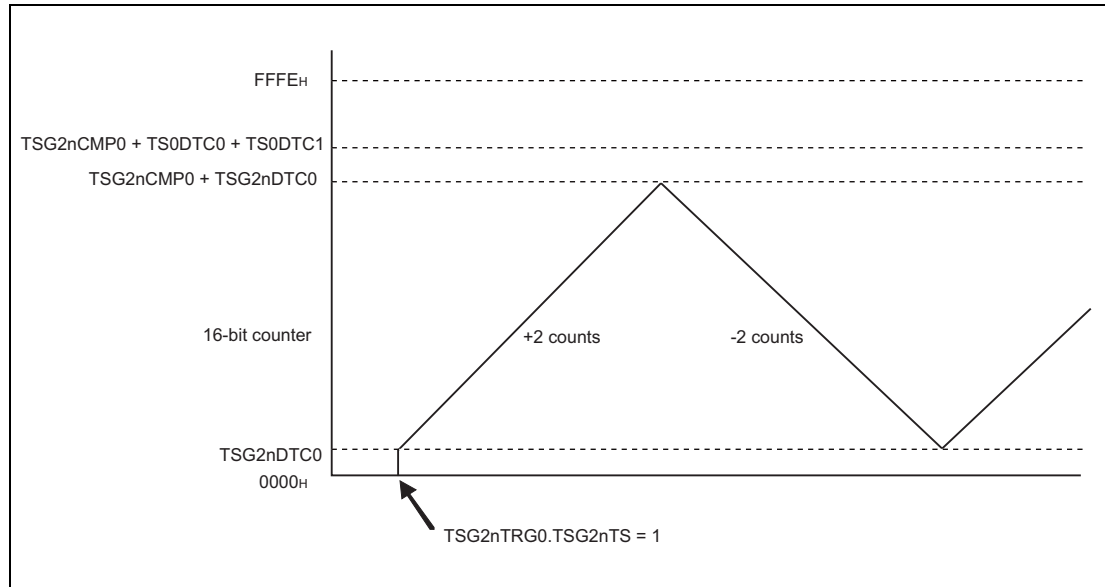 FFFEH
TSG2nCMP0 + TS0DTC0 + TS0DTC1
TSG2nCMP0 + TSG2nDTC0
16-bit counter
+2 counts
-2 counts
TSG2nDTC0
0000H
TSG2nTRG0.TSG2nTS = 1